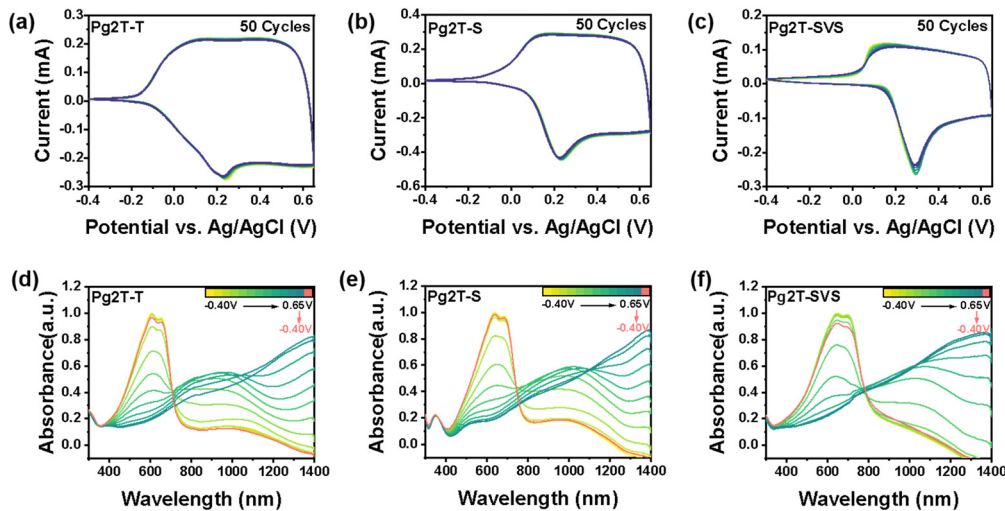 (a)
Pg2T-T
50 Cycles
0.4
0.2
0.0
-0.1
-0.2
-0.3
Current (mA)
-0.4 -0.2 0.0 0.2 0.4 0.6
Potential vs. Ag/AgCl (V)
(b)
Pg2T-S
50 Cycles
0.4
0.2
0.0
-0.2
-0.4
-0.6
Current (mA)
-0.4 -0.2 0.0 0.2 0.4 0.6
Potential vs. Ag/AgCl (V)
(c)
Pg2T-SVS
50 Cycles
0.2
0.1
0.0
-0.1
-0.2
-0.3
Current (mA)
-0.4 -0.2 0.0 0.2 0.4 0.6
Potential vs. Ag/AgCl (V)
(d)
Pg2T-T
-0.40V 0.65V
-0.40V
1.2
1.0
0.8
0.6
0.4
0.2
0.0
Absorbance(a.u.)
400 600 800 1000 1200 1400
Wavelength (nm)
(e)
Pg2T-S
-0.40V 0.65V
-0.40V
1.2
1.0
0.8
0.6
0.4
0.2
0.0
Absorbance(a.u.)
400 600 800 1000 1200 1400
Wavelength (nm)
(f)
Pg2T-SVS
-0.40V 0.65V
-0.40V
1.2
1.0
0.8
0.6
0.4
0.2
0.0
Absorbance(a.u.)
400 600 800 1000 1200 1400
Wavelength (nm)